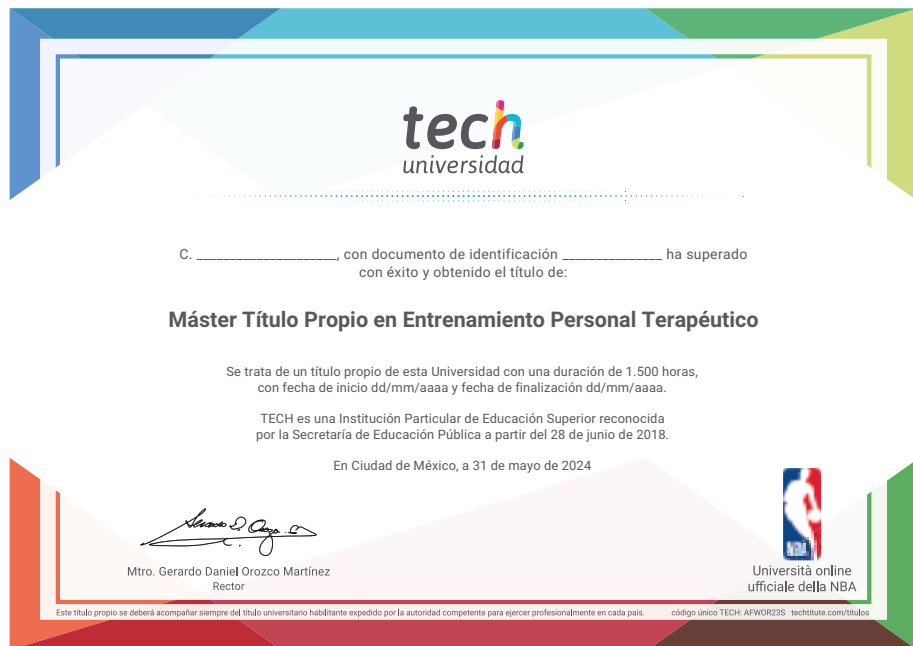 tech
universidad
C. ____________________, con documento de identificación ______________ ha superado
con éxito y obtenido el título de:
Máster Título Propio en Entrenamiento Personal Terapéutico
Se trata de un título propio de esta Universidad con una duración de 1.500 horas,
con fecha de inicio dd/mm/aaaa y fecha de finalización dd/mm/aaaa.
TECH es una Institución Particular de Educación Superior reconocida
por la Secretaría de Educación Pública a partir del 28 de junio de 2018.
En Ciudad de México, a 31 de mayo de 2024
Mtro. Gerardo Daniel Orozco Martínez
Rector
NBA
Università online
ufficiale della NBA
Este título propio se deberá acompañar siempre del título universitario habilitante expedido por la autoridad competente para ejercer profesionalmente en cada país. código único TECH: AFWOR23S techtitute.com/titulos